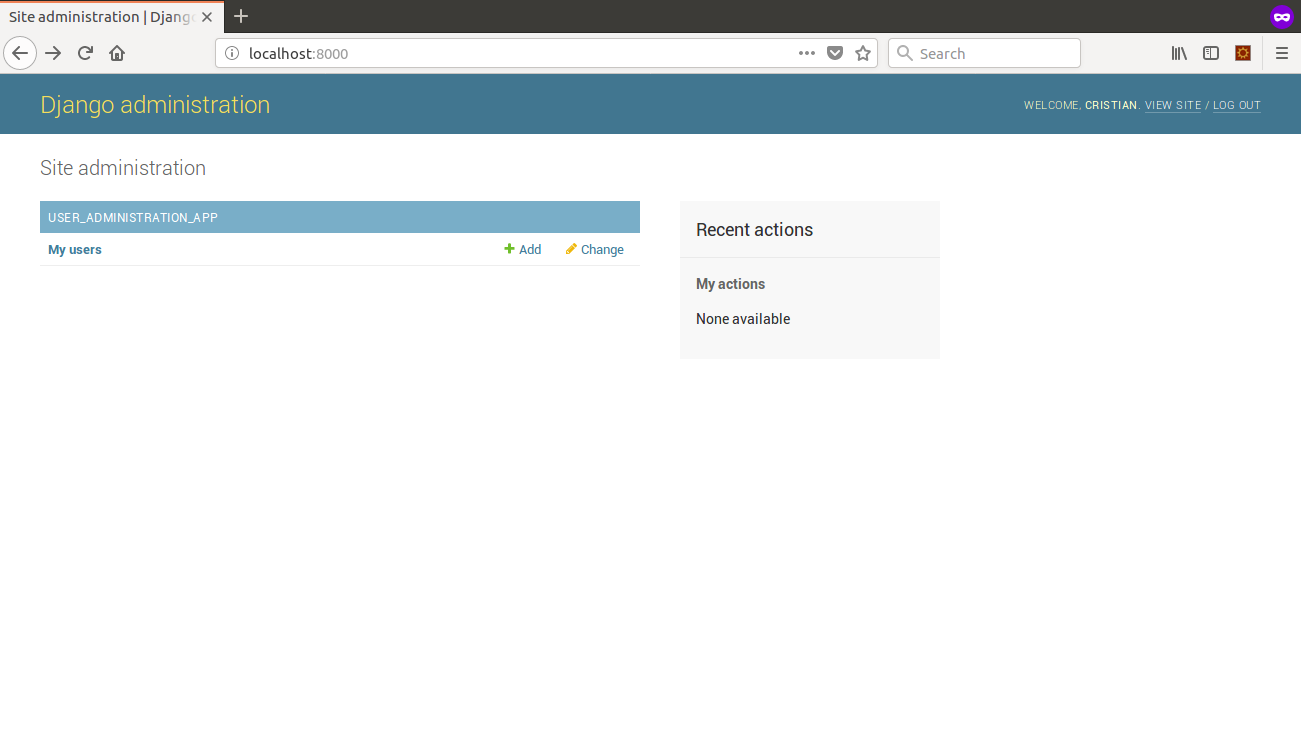 Site administration | Django
localhost:8000
Search
Django administration
WELCOME, CRISTIAN. VIEW SITE / LOG OUT
Site administration
USER_ADMINISTRATION_APP
My users
Add
Change
Recent actions
My actions
None available